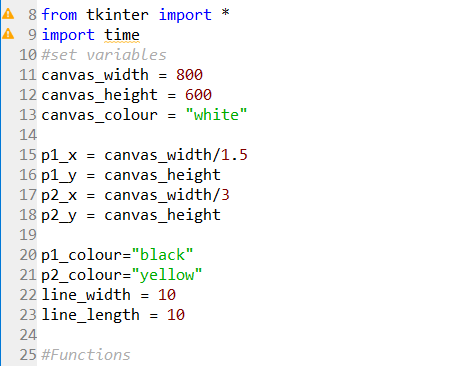 8 from tkinter import *
9 import time
10 #set variables
11 canvas_width = 800
12 canvas_height = 600
13 canvas_colour = "white"
14
15 p1_x = canvas_width/1.5
16 p1_y = canvas_height
17 p2_x = canvas_width/3
18 p2_y = canvas_height
19
20 p1_colour="black"
21 p2_colour="yellow"
22 line_width = 10
23 line_length = 10
24
25 #Functions